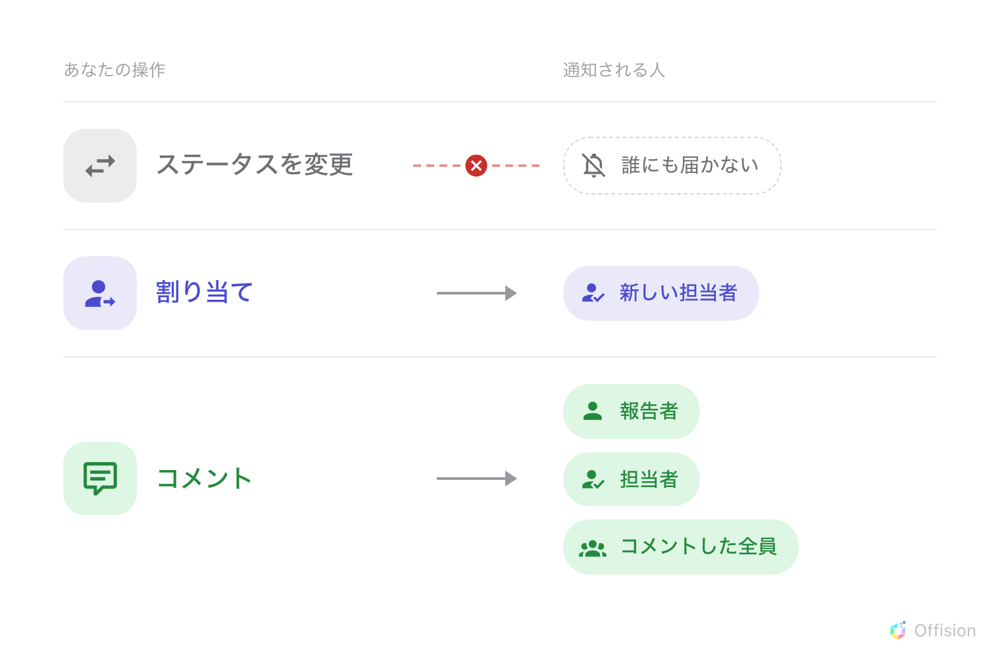 あなたの操作
通知される人
ステータスを変更
誰にも届かない
割り当て
新しい担当者
コメント
報告者
担当者
コメントした全員
Offision